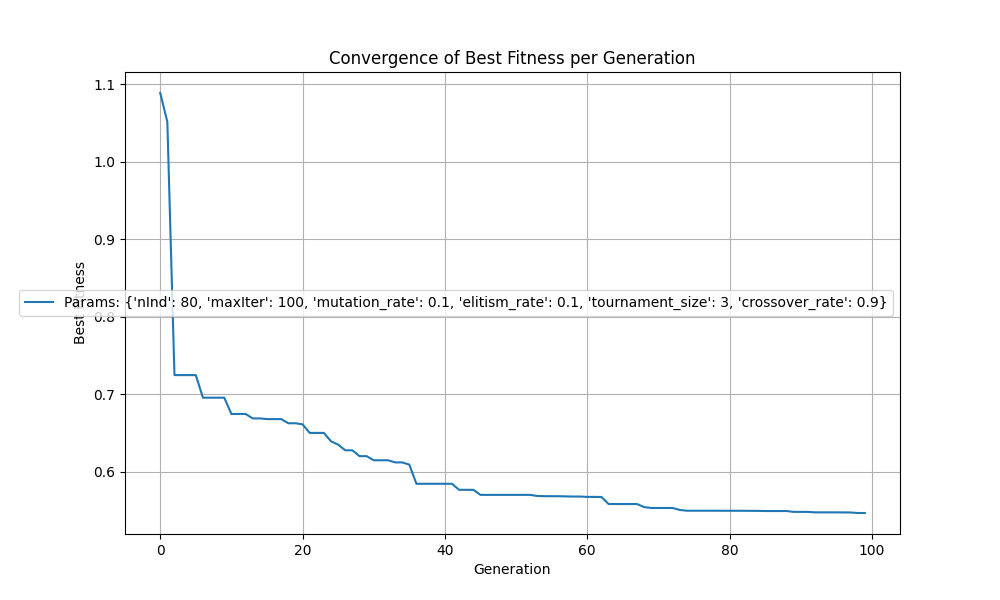 Convergence of Best Fitness per Generation
1.1
1.0
0.9
Params: {'nInd': 80, 'maxIter': 100, 'mutation_rate': 0.1, 'elitism_rate': 0.1, 'tournament_size': 3, 'crossover_rate': 0.9}
0.8
0.7
0.6
Best Fitness
0 20 40 60 80 100
Generation